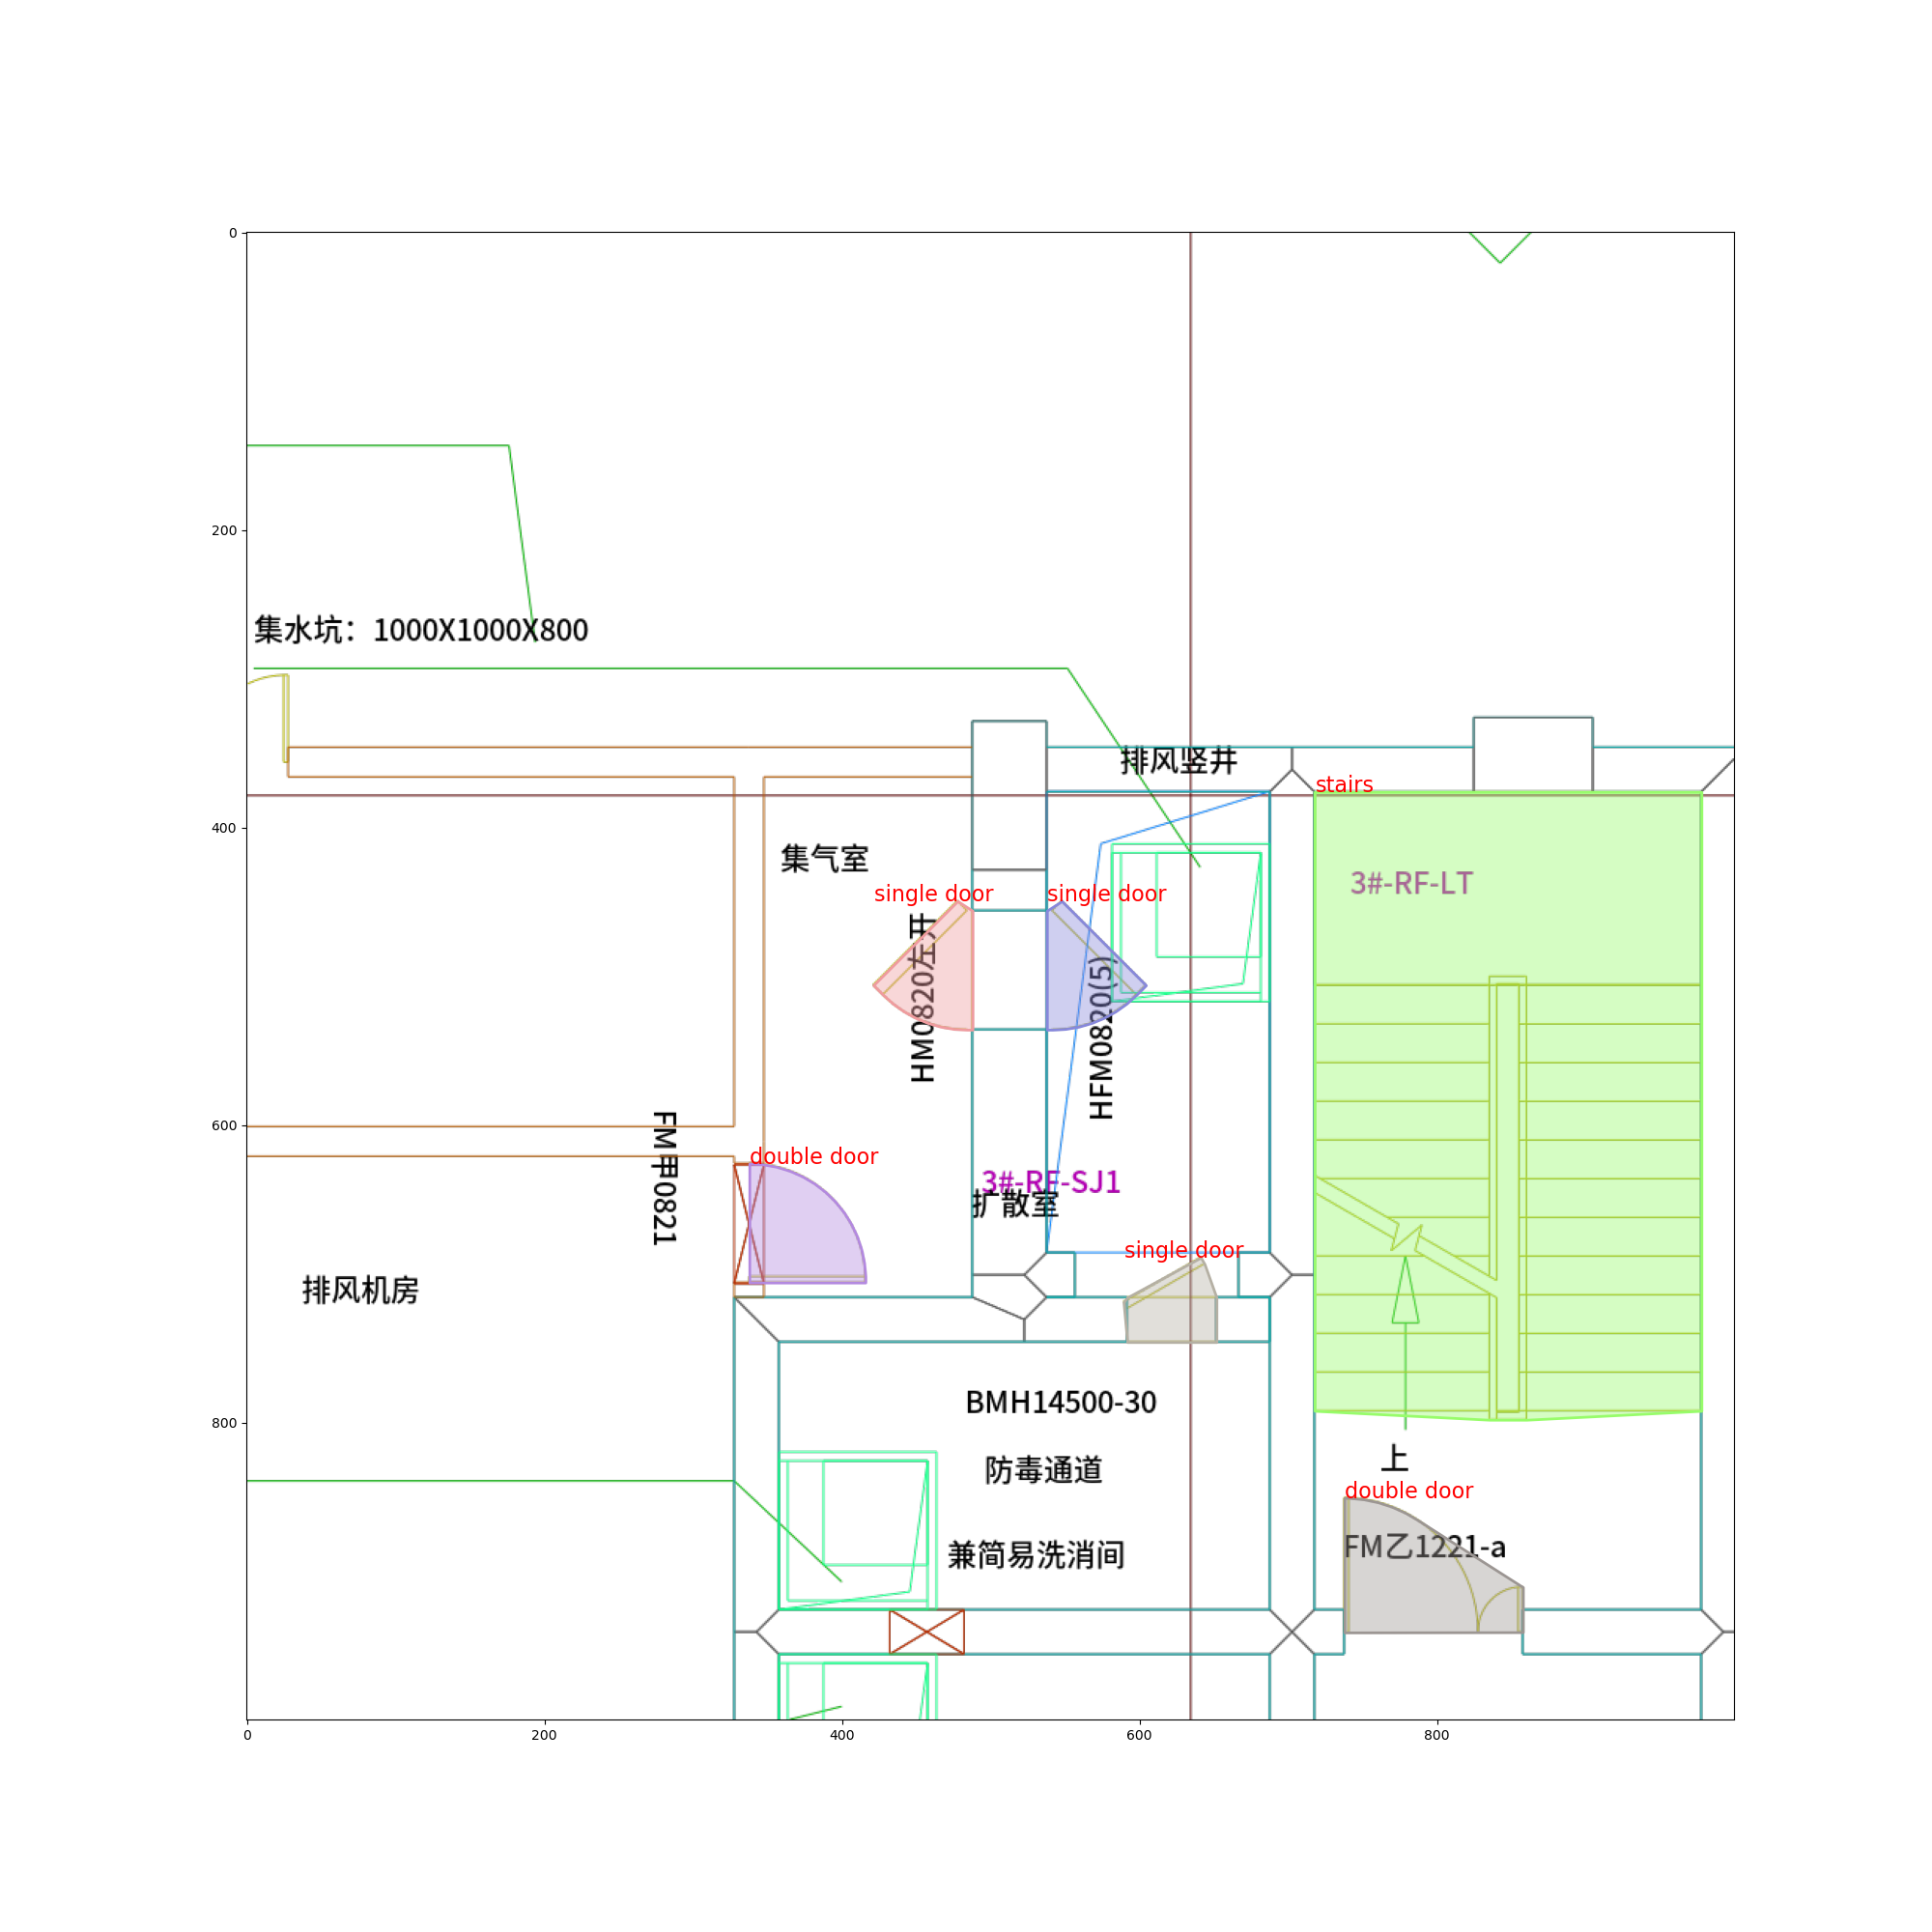 0
200
400
600
800
0
200
400
600
800
集水坑：1000X1000X800
排风竖井
stairs
集气室
3#-RF-LT
single door
single door
HM0820左开
HFM0820(5)
FM甲0821
double door
3#-RF-SJ1
扩散室
single door
排风机房
BMH14500-30
防毒通道
上
double door
FM乙1221-a
兼简易洗消间